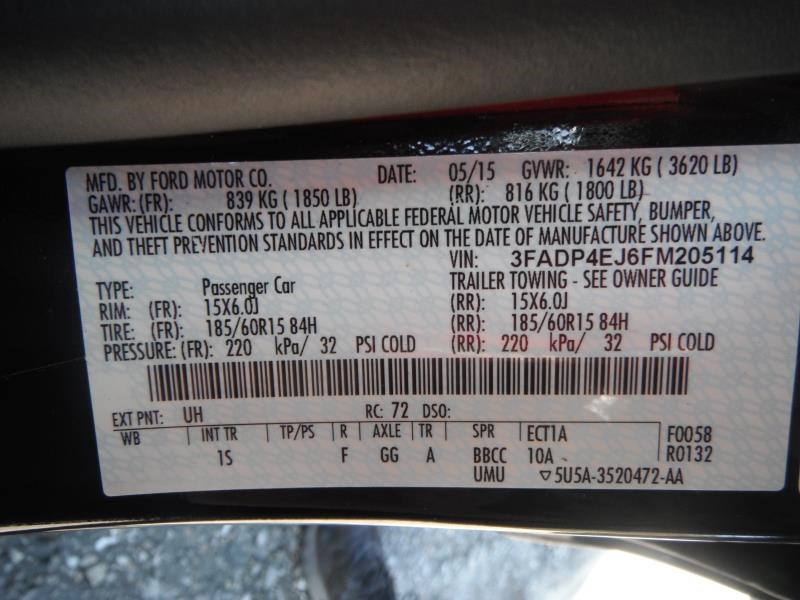 MFD. BY FORD MOTOR CO. DATE: 05/15 GVWR: 1642 KG ( 3620 LB)
GAWR: (FR): 839 KG ( 1850 LB) (RR): 816 KG ( 1800 LB)
THIS VEHICLE CONFORMS TO ALL APPLICABLE FEDERAL MOTOR VEHICLE SAFETY, BUMPER,
AND THEFT PREVENTION STANDARDS IN EFFECT ON THE DATE OF MANUFACTURE SHOWN ABOVE.
VIN: 3FADP4EJ6FM205114
TYPE: Passenger Car TRAILER TOWING - SEE OWNER GUIDE
RIM: (FR): 15X6.0J (RR): 15X6.0J
TIRE: (FR): 185/60R15 84H (RR): 185/60R15 84H
PRESSURE: (FR): 220 kPa/ 32 PSI COLD (RR): 220 kPa/ 32 PSI COLD
EXT PNT: UH RC: 72 DSO:
WB INT TR TP/PS R AXLE TR SPR ECT1A F0058
1S F GG A BBCC 10A R0132
UMU ▽5U5A-3520472-AA